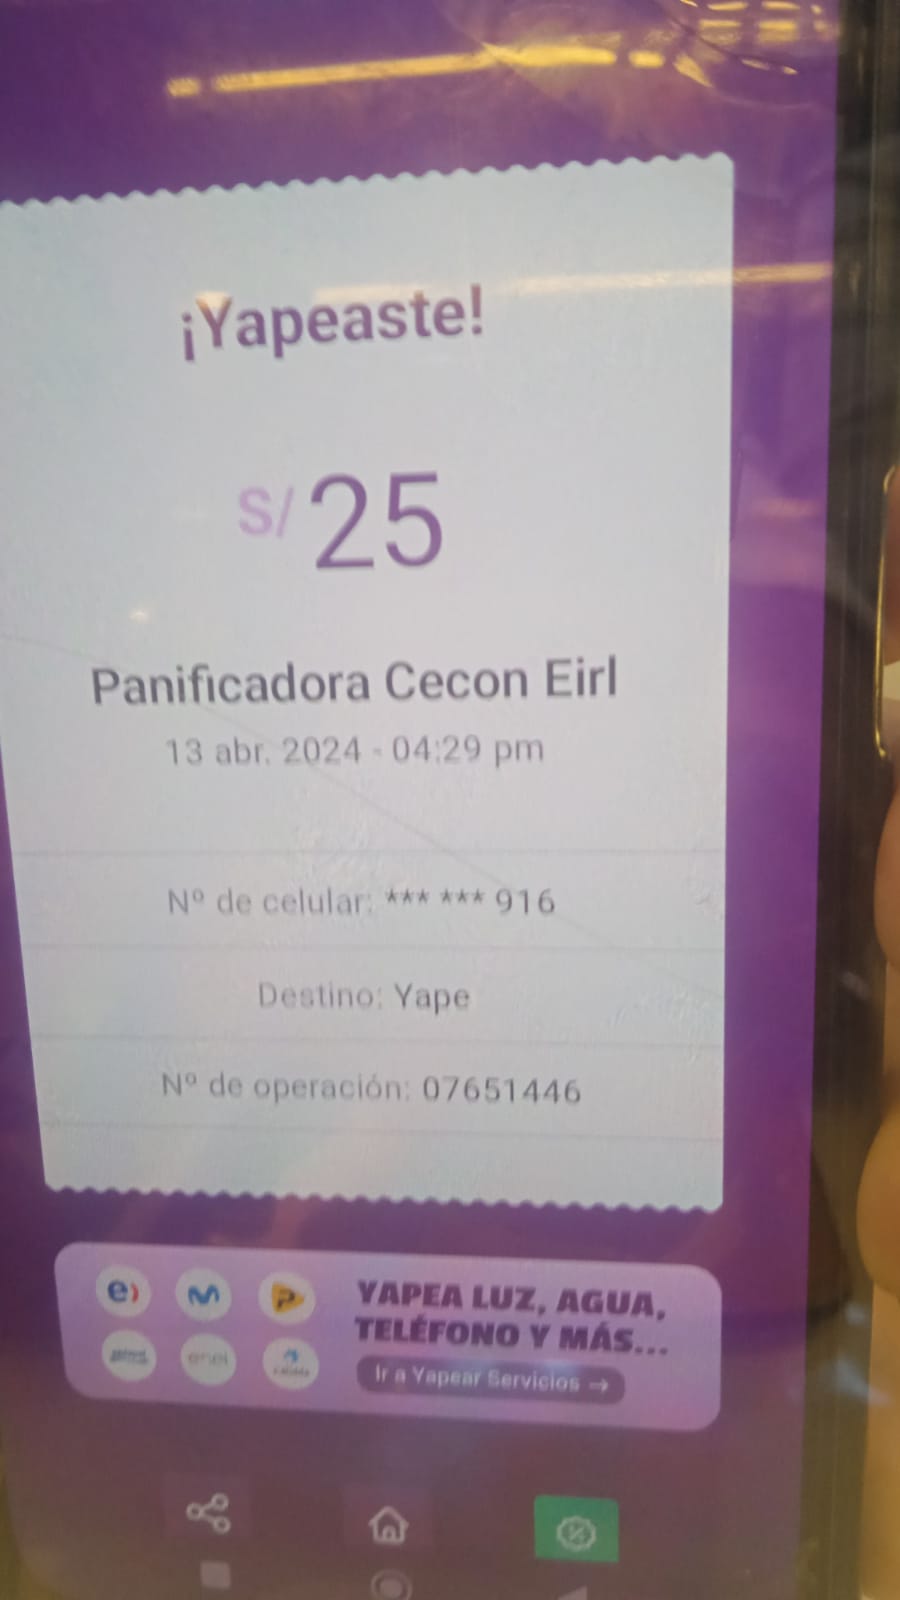 ¡Yapeaste!
S/ 25
Panificadora Cecon Eirl
13 abr. 2024 - 04:29 pm
Nº de celular: *** *** 916
Destino: Yape
Nº de operación: 07651446
e)
YAPEA LUZ, AGUA,
TELÉFONO Y MÁS...
enel
Ir a Yapear Servicios →